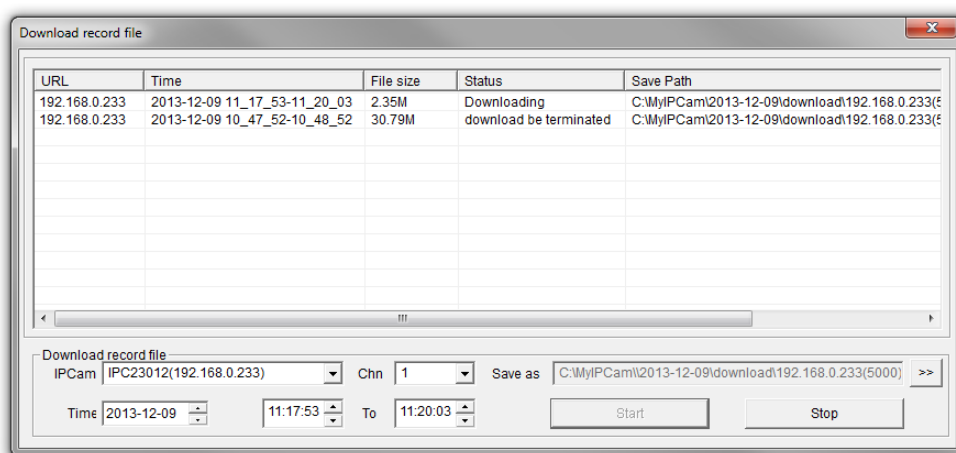 Download record file
URL Time File size Status Save Path
192.168.0.233 2013-12-09 11_17_53-11_20_03 2.35M Downloading C:\MyIPCam\2013-12-09\download\192.168.0.233(5
192.168.0.233 2013-12-09 10_47_52-10_48_52 30.79M download be terminated C:\MyIPCam\2013-12-09\download\192.168.0.233(5
Download record file
IPCam IPC23012(192.168.0.233) Chn 1 Save as C:\MyIPCam\\2013-12-09\download\192.168.0.233(5000) >>
Time 2013-12-09 11:17:53 To 11:20:03 Start Stop